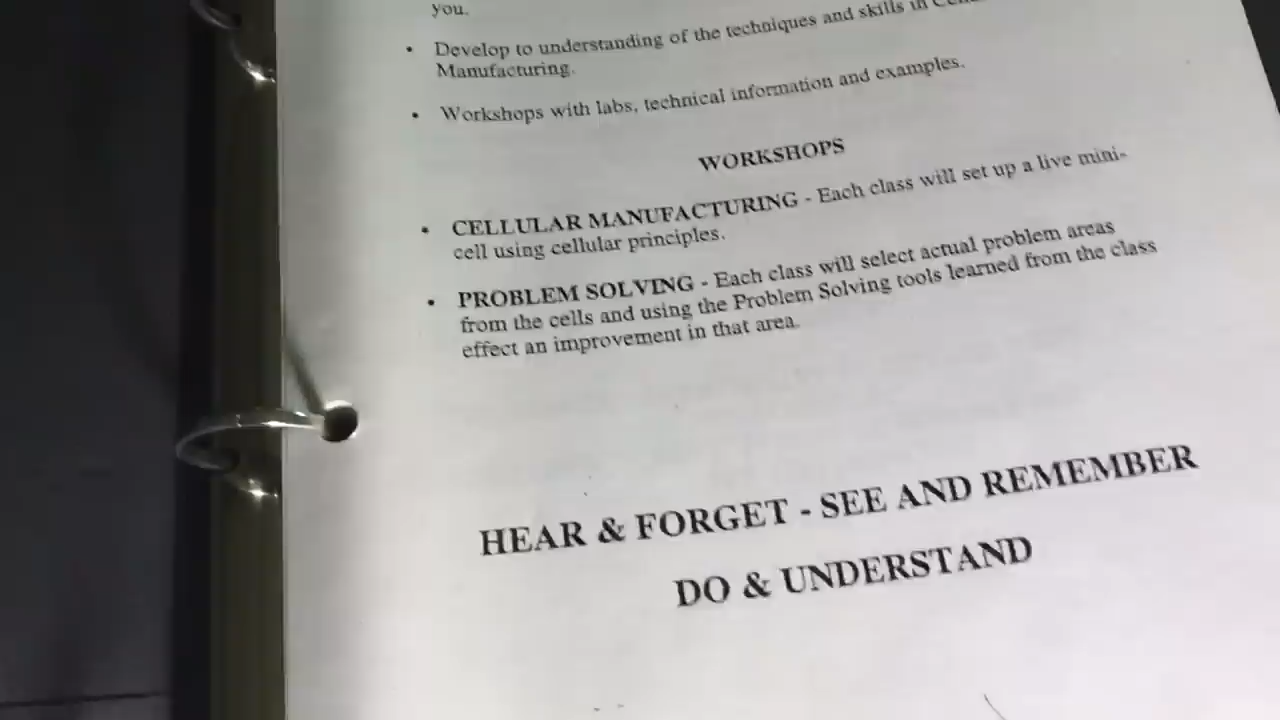 you.
• Develop to understanding of the techniques and skills in
Manufacturing.
• Workshops with labs, technical information and examples.
WORKSHOPS
• CELLULAR MANUFACTURING - Each class will set up a live mini-
cell using cellular principles.
• PROBLEM SOLVING - Each class will select actual problem areas
from the cells and using the Problem Solving tools learned from the class
effect an improvement in that area.
HEAR & FORGET - SEE AND REMEMBER
DO & UNDERSTAND